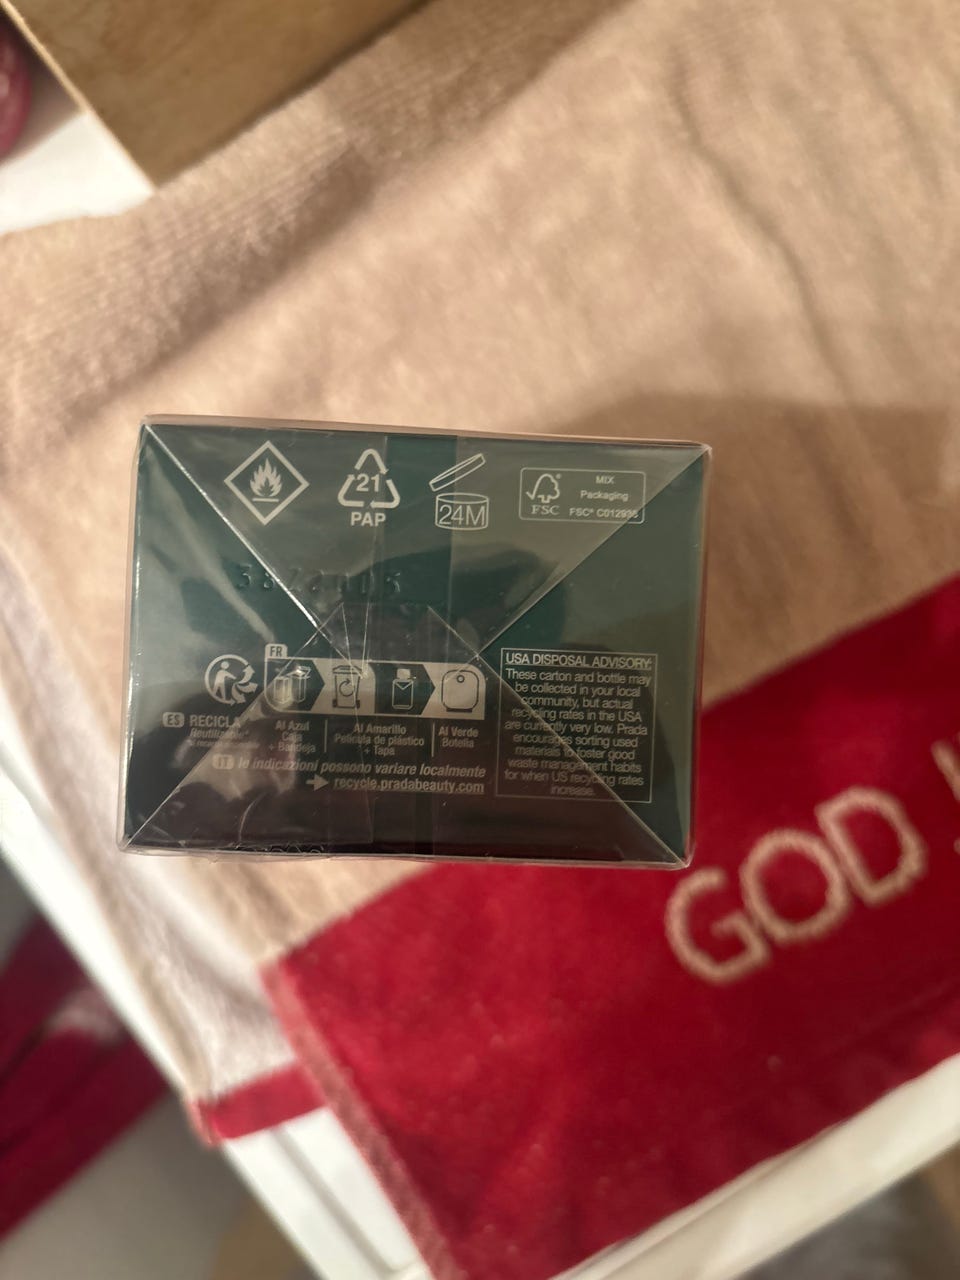 21
PAP
24M
MIX
Packaging
FSC
FSC® C012935
FR
ES RECICLA
Reutilizable*
Al Azul
Caja
+ Bandeja
Al Amarillo
Película de plástico
+ Tapa
Al Verde
Botella
IT le indicazioni possono variare localmente
recycle.pradabeauty.com
USA DISPOSAL ADVISORY:
These carton and bottle may
be collected in your local
community, but actual
recycling rates in the USA
are currently very low. Prada
encourages sorting used
materials to foster good
waste management habits
for when US recycling rates
increase.
GOD